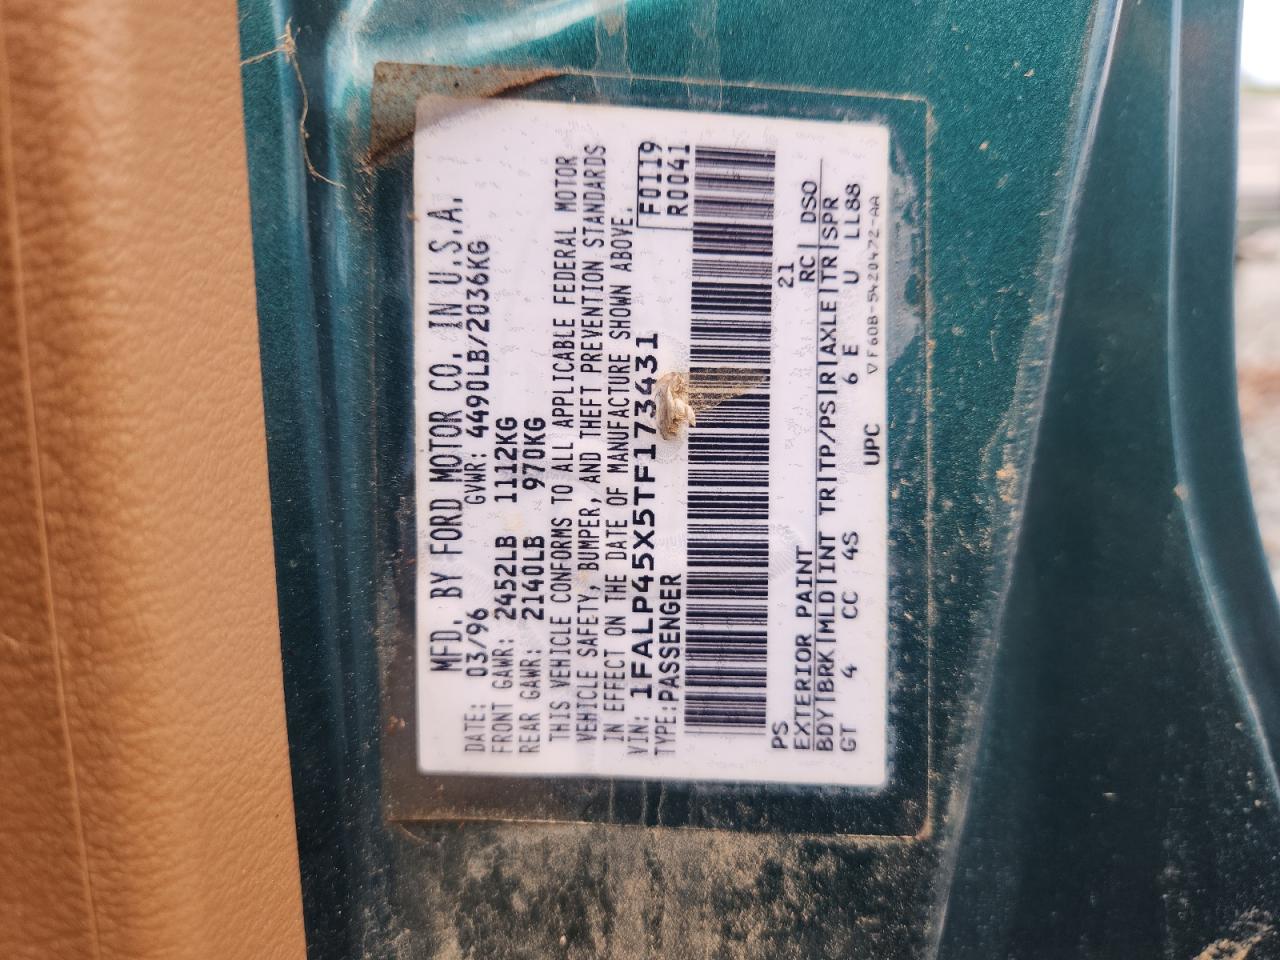 MFD. BY FORD MOTOR CO. IN U.S.A.
DATE: 03/96 GVWR: 4490LB/2036KG
FRONT GAWR: 2452LB 1112KG
REAR GAWR: 2140LB 970KG
THIS VEHICLE CONFORMS TO ALL APPLICABLE FEDERAL MOTOR
VEHICLE SAFETY, BUMPER, AND THEFT PREVENTION STANDARDS
IN EFFECT ON THE DATE OF MANUFACTURE SHOWN ABOVE.
VIN: 1FALP45X5TF173431 F0119
TYPE: PASSENGER R0041
PS 21
EXTERIOR PAINT RC| DSO
BDY|BRK|MLD|INT TR|TP/PS|R|AXLE|TR|SPR
GT 4 CC 4S 6 E U LL88
UPC ▽F60B-5420472-AA